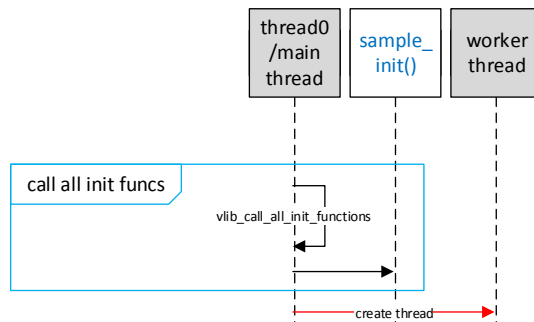 thread0
/main
thread
sample_
init()
worker
thread
call all init funcs
vlib_call_all_init_functions
create thread